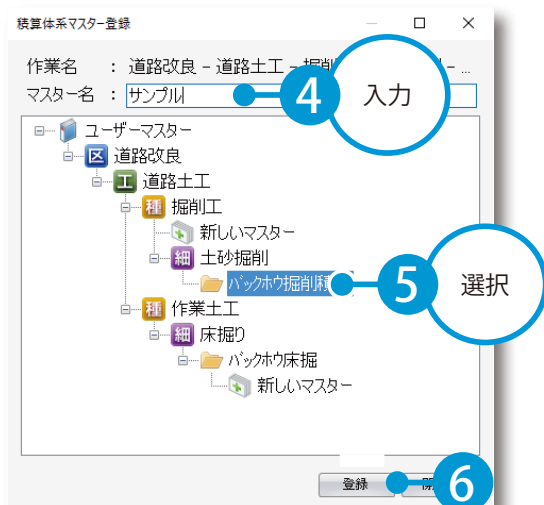 積算体系マスター登録
作業名 : 道路改良 - 道路土工 - 掘削 - ...
マスター名 : サンプル
4 入力
ユーザーマスター
区 道路改良
工 道路土工
種 掘削工
新しいマスター
細 土砂掘削
バックホウ掘削積
5 選択
種 作業土工
細 床掘り
バックホウ床掘
新しいマスター
登録
6